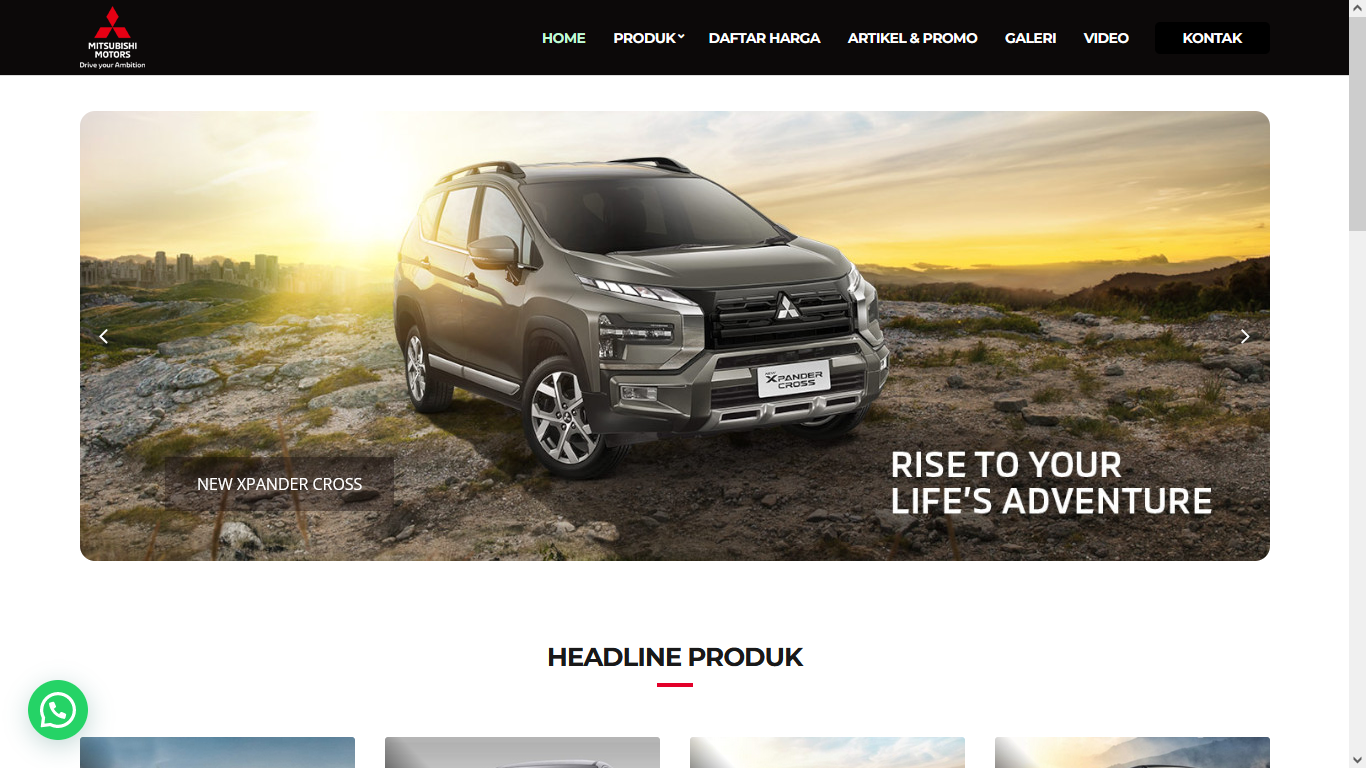 MITSUBISHI
MOTORS
Drive your Ambition
HOME
PRODUK
DAFTAR HARGA
ARTIKEL & PROMO
GALERI
VIDEO
KONTAK
NEW
XPANDER
CROSS
NEW XPANDER CROSS
RISE TO YOUR
LIFE'S ADVENTURE
HEADLINE PRODUK